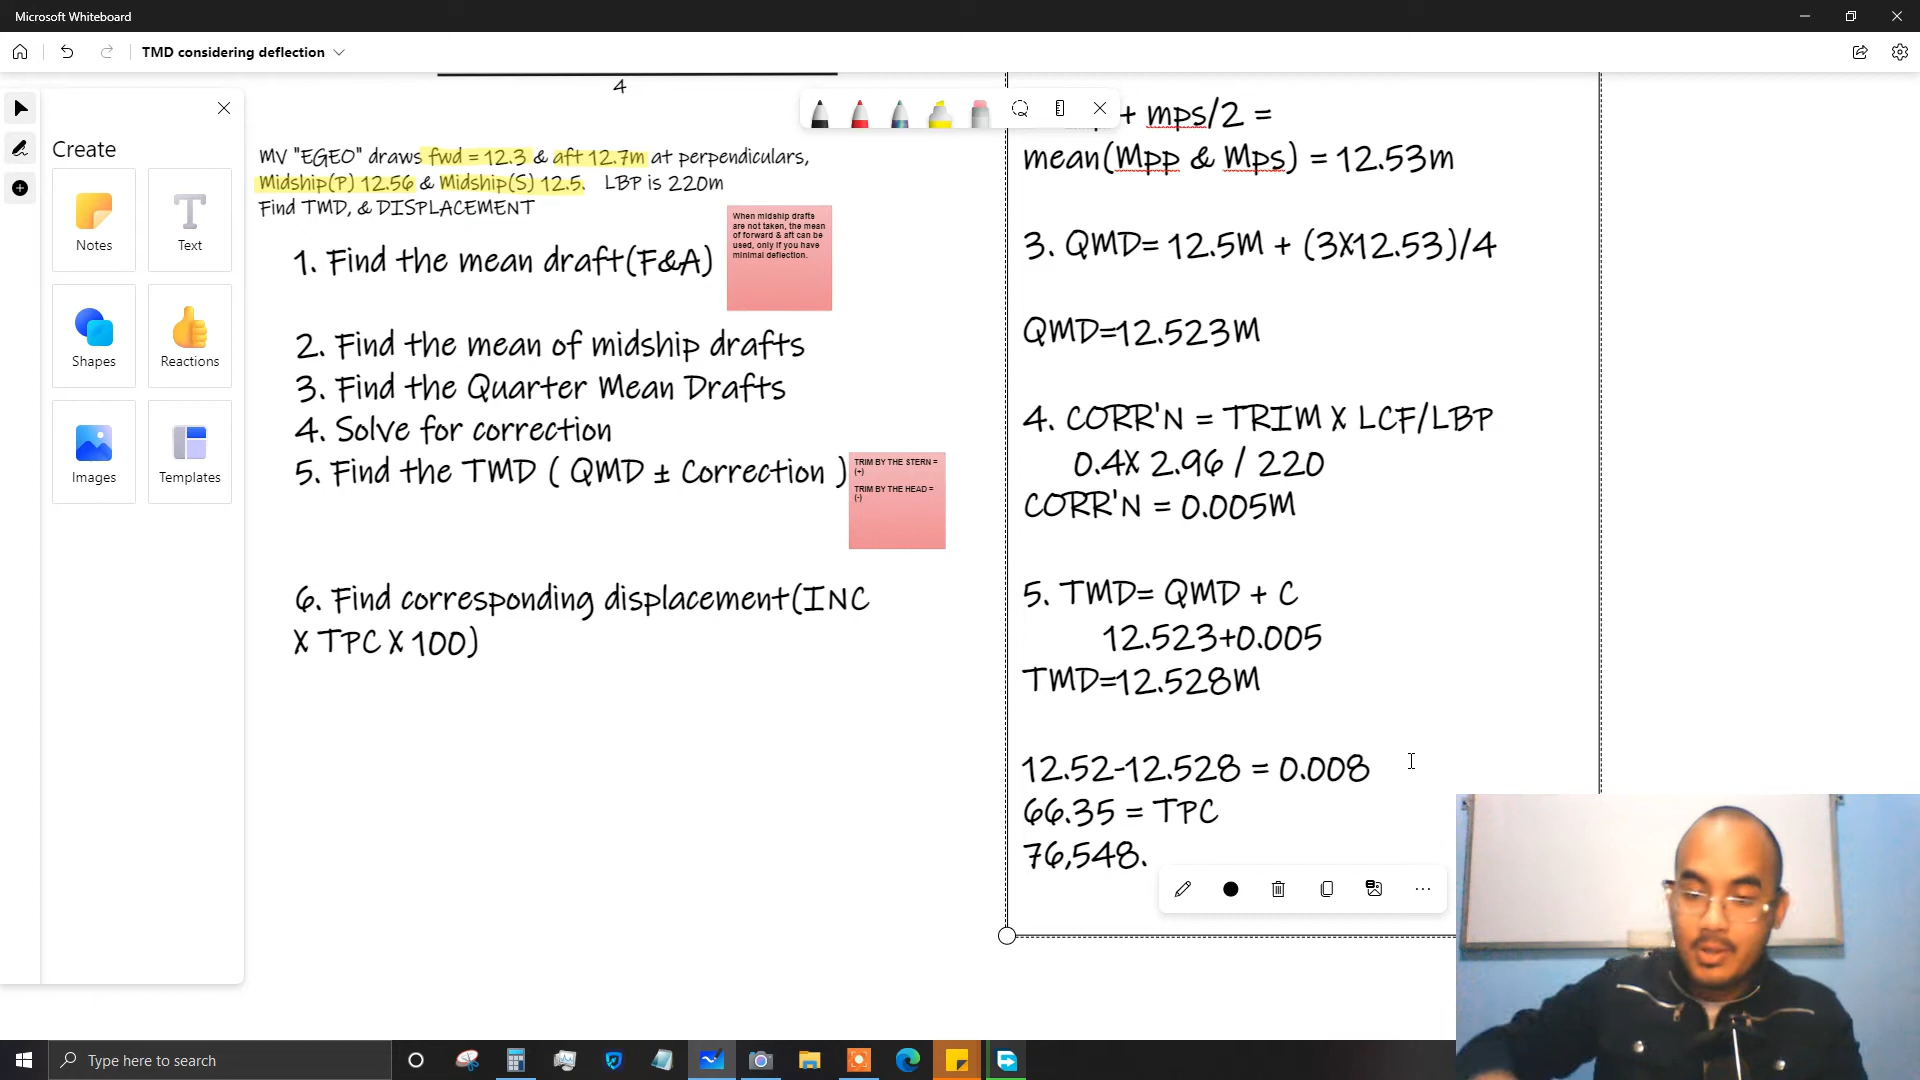 Microsoft Whiteboard
TMD considering deflection
4
Create
Notes
Text
Shapes
Reactions
Images
Templates
MV "EGEO" draws fwd = 12.3 & aft 12.7m at perpendiculars,
Midship(P) 12.56 & Midship(S) 12.5. LBP is 220m
Find TMD, & DISPLACEMENT
1. Find the mean draft(F&A)
When midship drafts
are not taken, the mean
of forward & aft can be
used, only if you have
minimal deflection.
2. Find the mean of midship drafts
3. Find the Quarter Mean Drafts
4. Solve for correction
5. Find the TMD ( QMD ± Correction )
TRIM BY THE STERN =
(+)
TRIM BY THE HEAD =
(-)
6. Find corresponding displacement(INC
X TPC X 100)
+ mps/2 =
mean(Mpp & Mps) = 12.53m
3. QMD= 12.5M + (3X12.53)/4
QMD=12.523M
4. CORR'N = TRIM X LCF/LBP
0.4X 2.96 / 220
CORR'N = 0.005M
5. TMD= QMD + C
12.523+0.005
TMD=12.528M
12.52-12.528 = 0.008
66.35 = TPC
76,548.
Type here to search